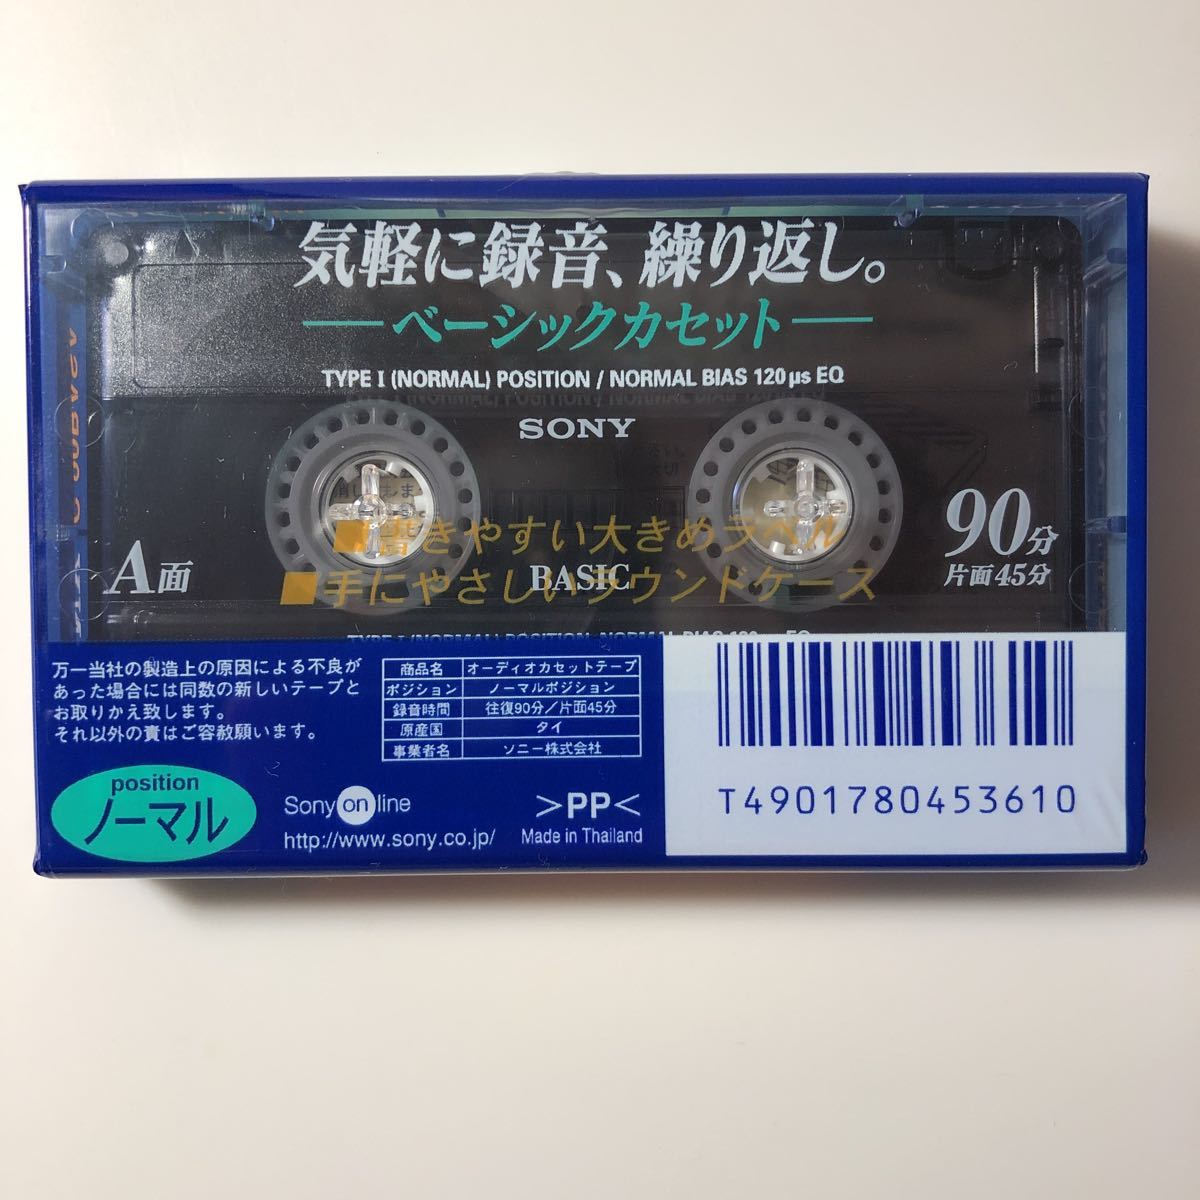 気軽に録音、繰り返し。
ベーシックカセット
TYPE I (NORMAL) POSITION / NORMAL BIAS 120 μs EQ
SONY
A面
90分
片面45分
■書きやすい大きめラベル
BASIC
■手にやさしいラウンドケース
万一当社の製造上の原因による不良が
あった場合には同数の新しいテープと
お取りかえ致します。
それ以外の責はご容赦願います。
商品名 オーディオカセットテープ
ポジション ノーマルポジション
録音時間 往復90分/片面45分
原産国 タイ
事業者名 ソニー株式会社
position
ノーマル
Sony on line
http://www.sony.co.jp/
>PP<
Made in Thailand
T4901780453610